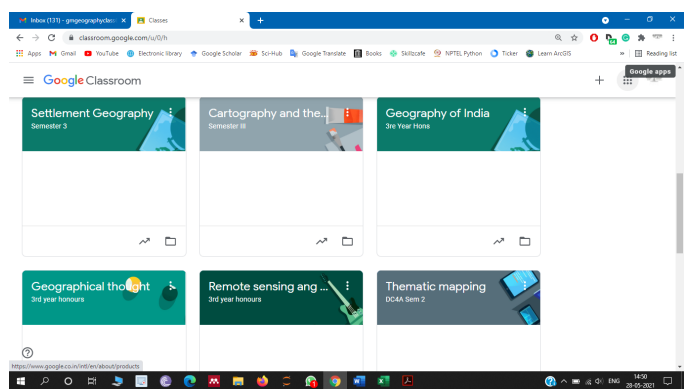 Inbox (131) - gmgeographyclass
Classes
classroom.google.com/u/0/h
Apps
Gmail
YouTube
Electronic library
Google Scholar
Sci-Hub
Google Translate
Books
Skillzcafe
NPTEL Python
Ticker
Learn ArcGIS
»
Reading list
Google Classroom
Google apps
Settlement Geography
Semester 3
Cartography and the...
Semester III
Geography of India
3re Year Hons
Geographical thought
3rd year honours
Remote sensing ang ...
3rd year honours
Thematic mapping
DC4A Sem 2
https://www.google.co.in/intl/en/about/products
ENG
14:50
28-05-2021